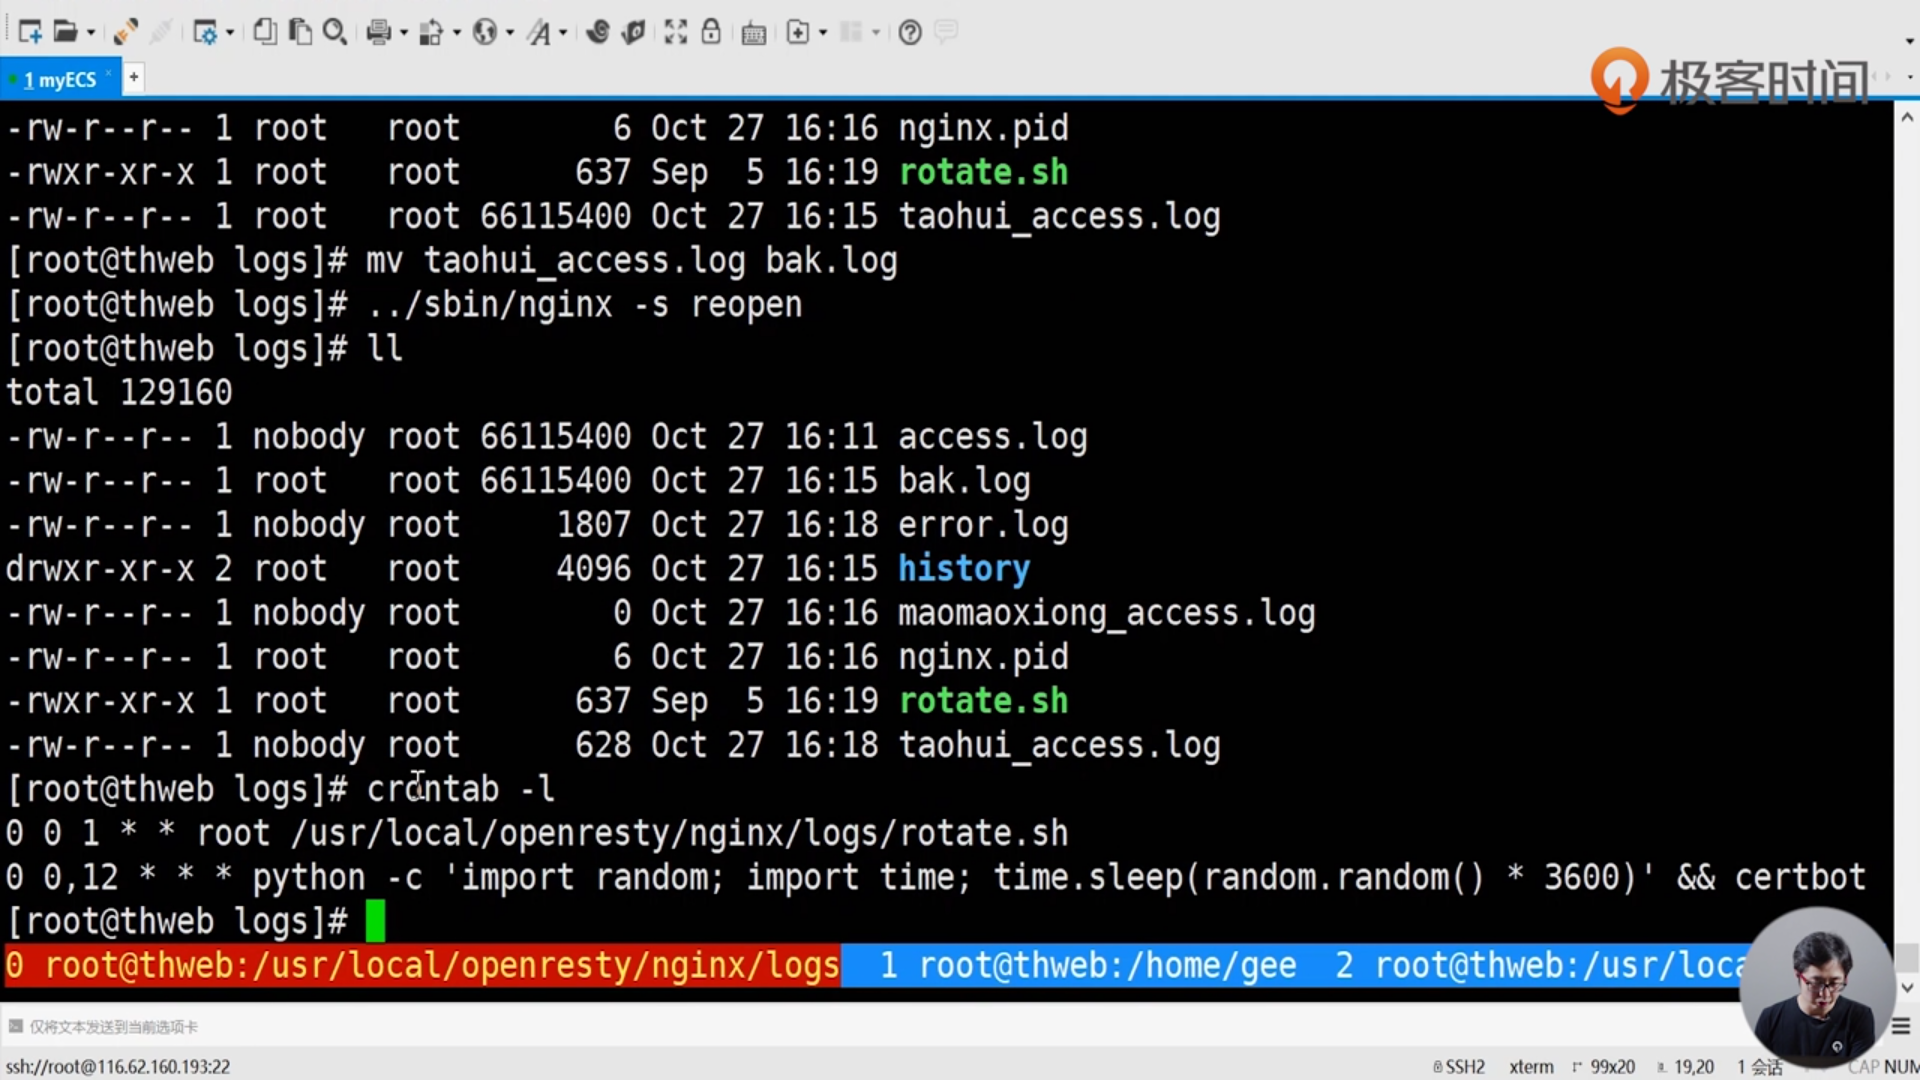 1 myECS
极客时间
-rw-r--r-- 1 root   root        6 Oct 27 16:16 nginx.pid
-rwxr-xr-x 1 root   root      637 Sep  5 16:19 rotate.sh
-rw-r--r-- 1 root   root 66115400 Oct 27 16:15 taohui_access.log
[root@thweb logs]# mv taohui_access.log bak.log
[root@thweb logs]# ../sbin/nginx -s reopen
[root@thweb logs]# ll
total 129160
-rw-r--r-- 1 nobody root 66115400 Oct 27 16:11 access.log
-rw-r--r-- 1 root   root 66115400 Oct 27 16:15 bak.log
-rw-r--r-- 1 nobody root     1807 Oct 27 16:18 error.log
drwxr-xr-x 2 root   root     4096 Oct 27 16:15 history
-rw-r--r-- 1 nobody root        0 Oct 27 16:16 maomaoxiong_access.log
-rw-r--r-- 1 root   root        6 Oct 27 16:16 nginx.pid
-rwxr-xr-x 1 root   root      637 Sep  5 16:19 rotate.sh
-rw-r--r-- 1 nobody root      628 Oct 27 16:18 taohui_access.log
[root@thweb logs]# crontab -l
0 0 1 * * root /usr/local/openresty/nginx/logs/rotate.sh
0 0,12 * * * python -c 'import random; import time; time.sleep(random.random() * 3600)' && certbot
[root@thweb logs]#
0 root@thweb:/usr/local/openresty/nginx/logs  1 root@thweb:/home/gee  2 root@thweb:/usr/loca
仅将文本发送到当前选项卡
ssh://root@116.62.160.193:22 SSH2 xterm 99x20 19,20 1 会话 CAP NUM